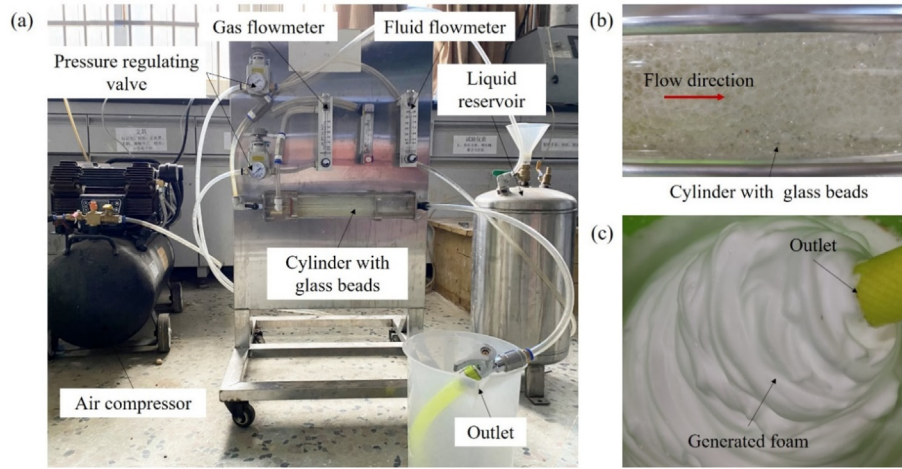 (a)
Gas flowmeter
Fluid flowmeter
Pressure regulating
valve
Liquid
reservoir
Cylinder with
glass beads
Air compressor
Outlet
(b)
Flow direction
Cylinder with glass beads
(c)
Outlet
Generated foam